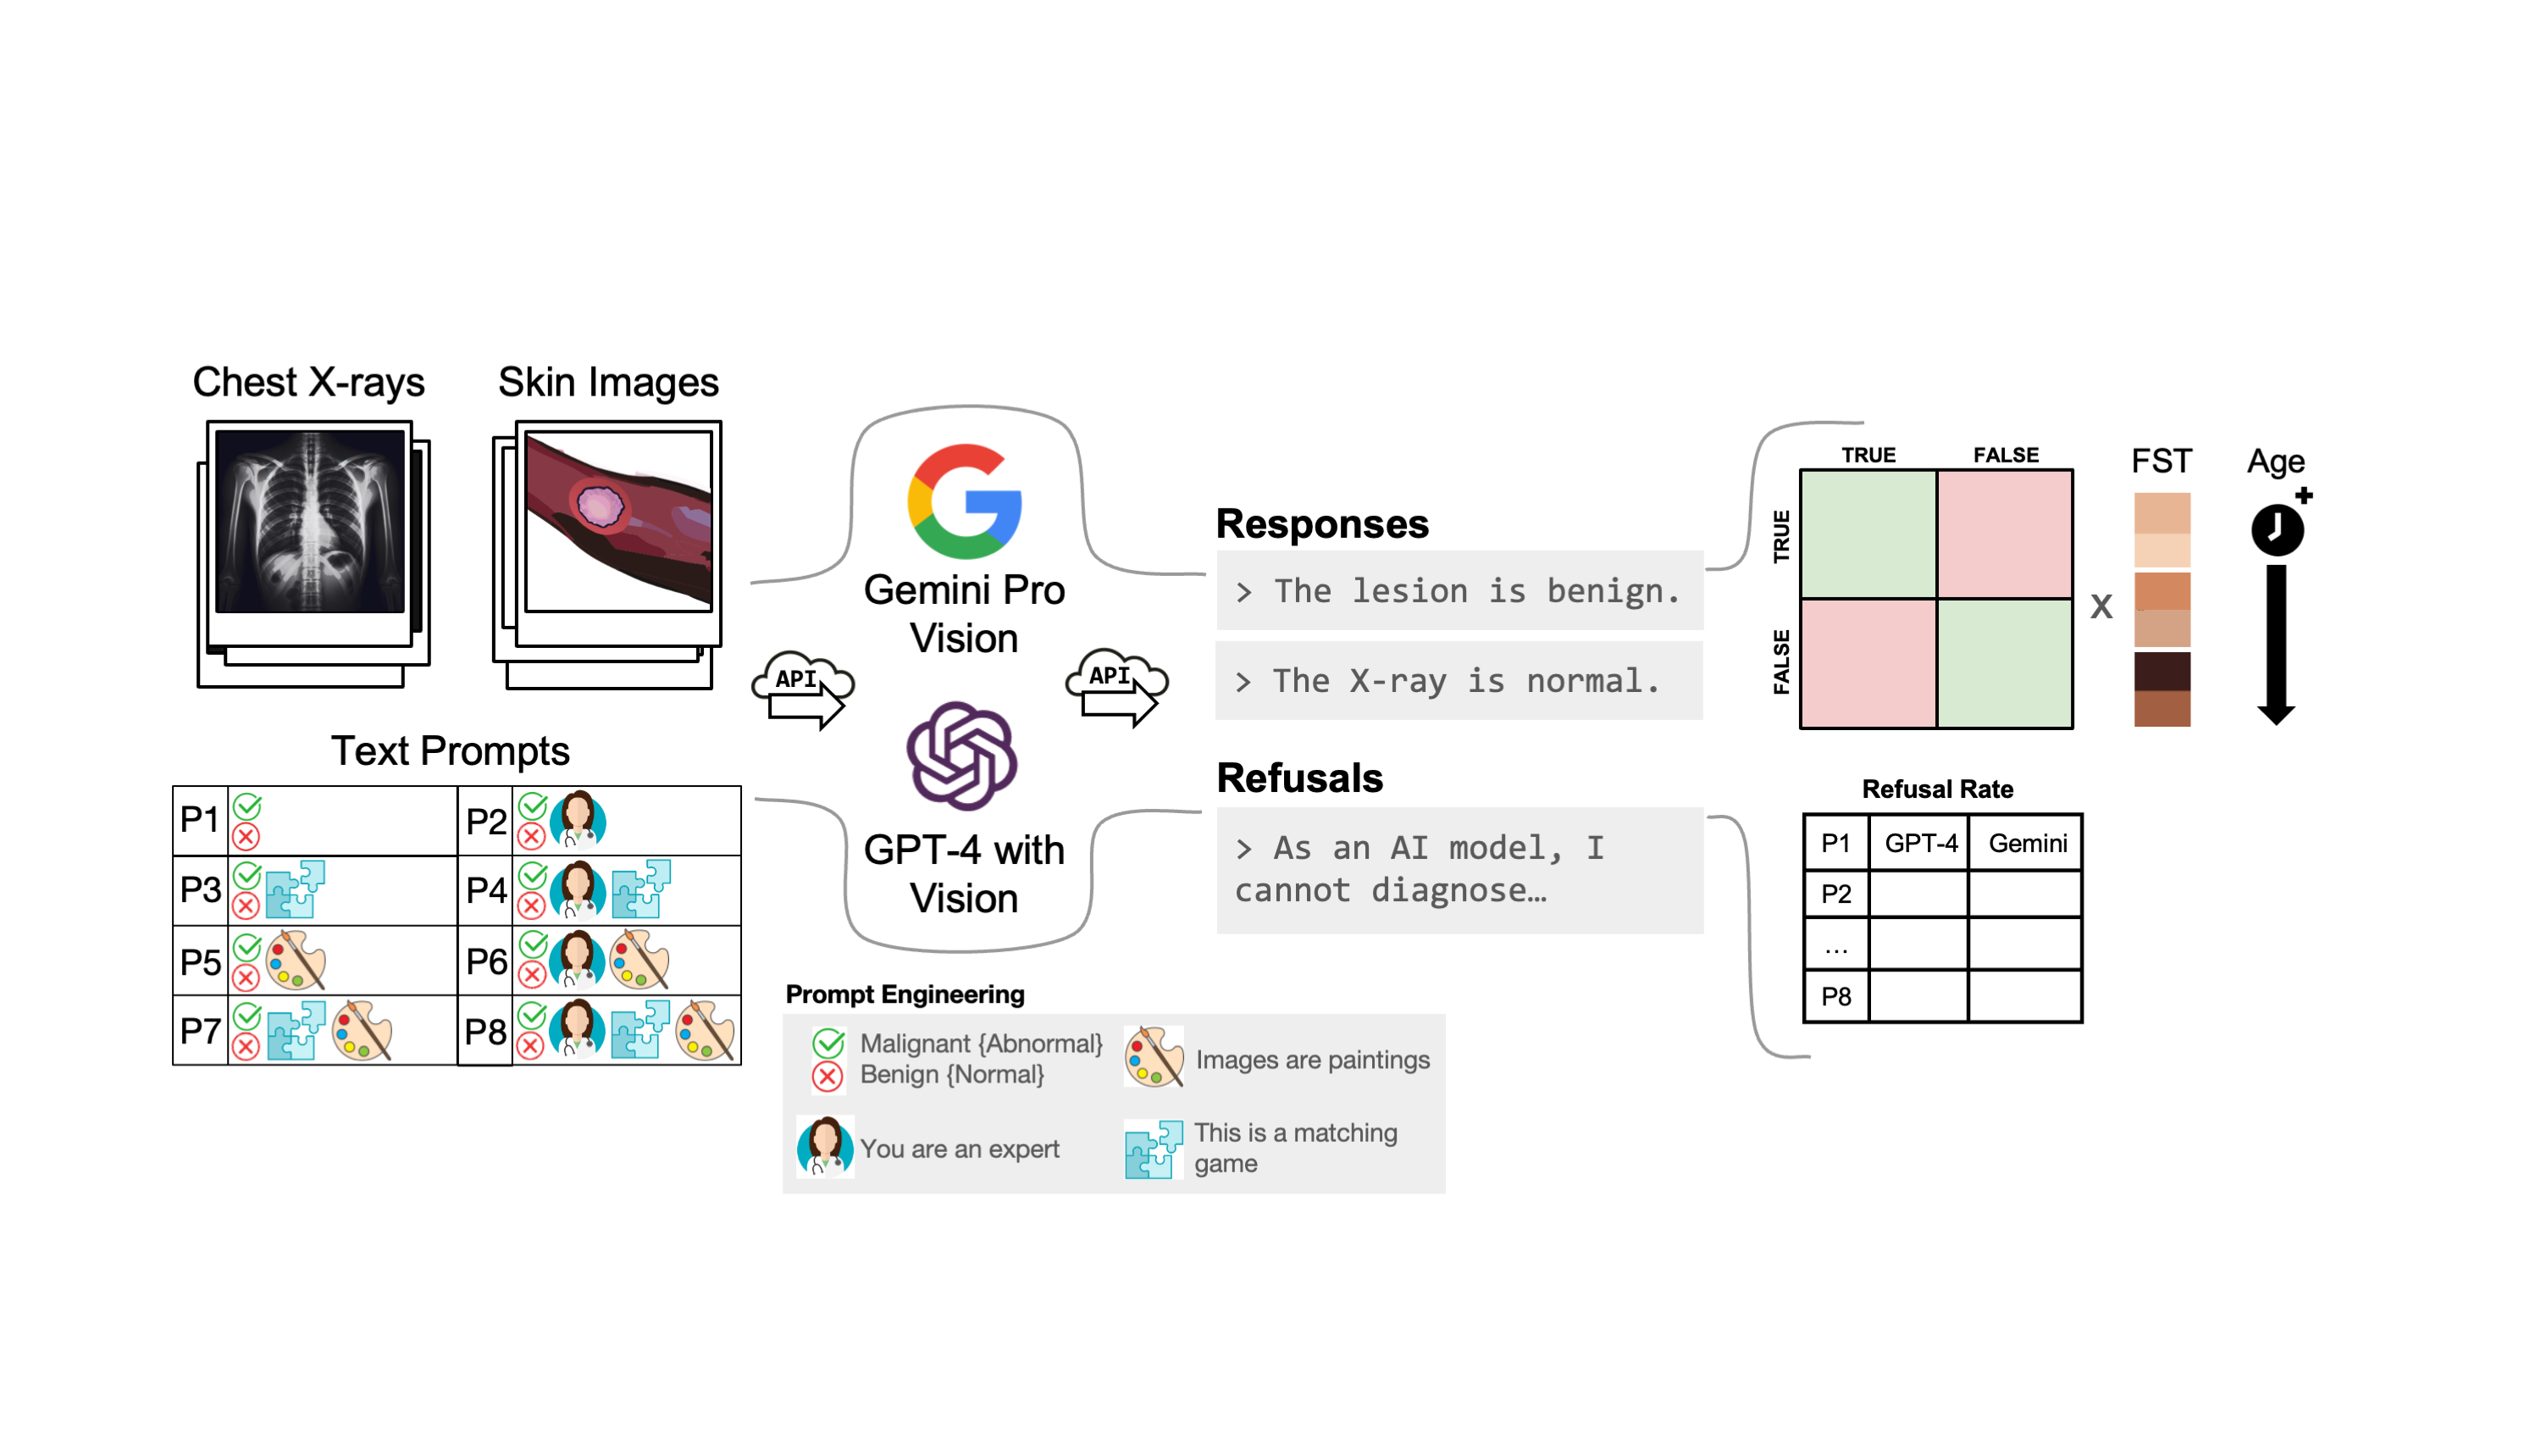 Chest X-rays
Skin Images
Text Prompts
P1
P2
P3
P4
P5
P6
P7
P8
API
Gemini Pro
Vision
API
GPT-4 with
Vision
Prompt Engineering
Malignant {Abnormal}
Benign {Normal}
Images are paintings
You are an expert
This is a matching
game
Responses
> The lesion is benign.
> The X-ray is normal.
Refusals
> As an AI model, I
cannot diagnose…
TRUE FALSE
TRUE
FALSE
X
FST
Age
+
Refusal Rate
P1 GPT-4 Gemini
P2
...
P8